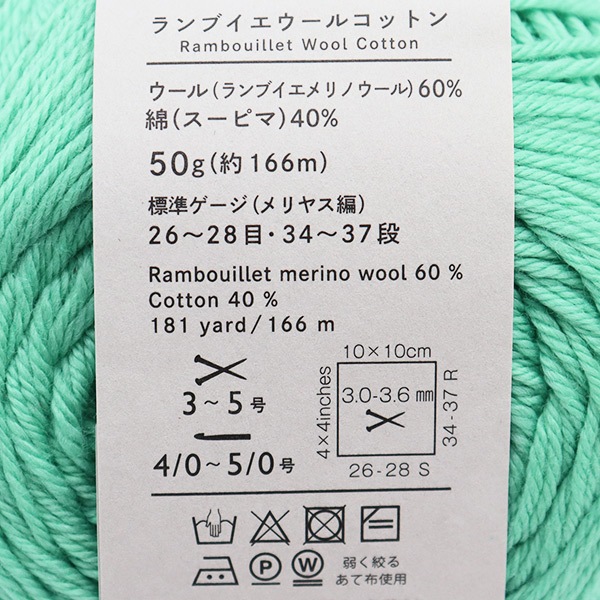 ランブイエウールコットン
Rambouillet Wool Cotton
ウール(ランブイエメリノウール)60%
綿(スーピマ)40%
50g(約166m)
標準ゲージ(メリヤス編)
26〜28目・34〜37段
Rambouillet merino wool 60 %
Cotton 40 %
181 yard/166 m
3〜5号
4/0〜5/0号
10×10cm
4×4inches
3.0-3.6 mm
34-37 R
26-28 S
P
W
弱く絞る
あて布使用